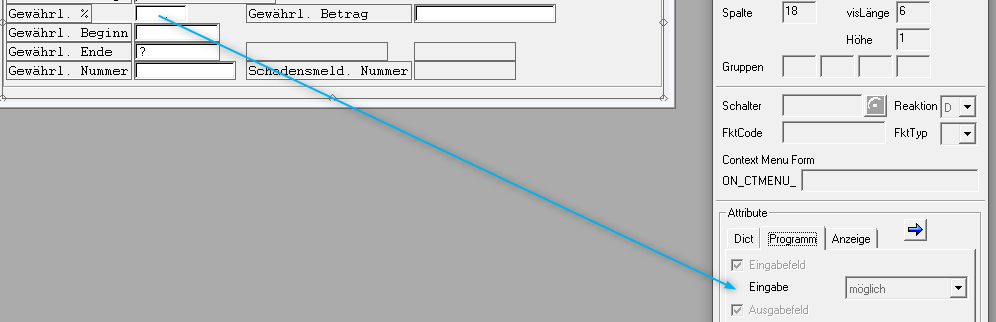 Gewährl. %
Gewährl. Betrag
Gewährl. Beginn
Gewährl. Ende ?
Gewährl. Nummer
Schadensmeld. Nummer
Spalte 18 visLänge 6
Höhe 1
Gruppen
Schalter Reaktion D
FktCode FktTyp
Context Menu Form
ON_CTMENU_
Attribute
Dict Programm Anzeige
Eingabefeld
Eingabe möglich
Ausgabefeld